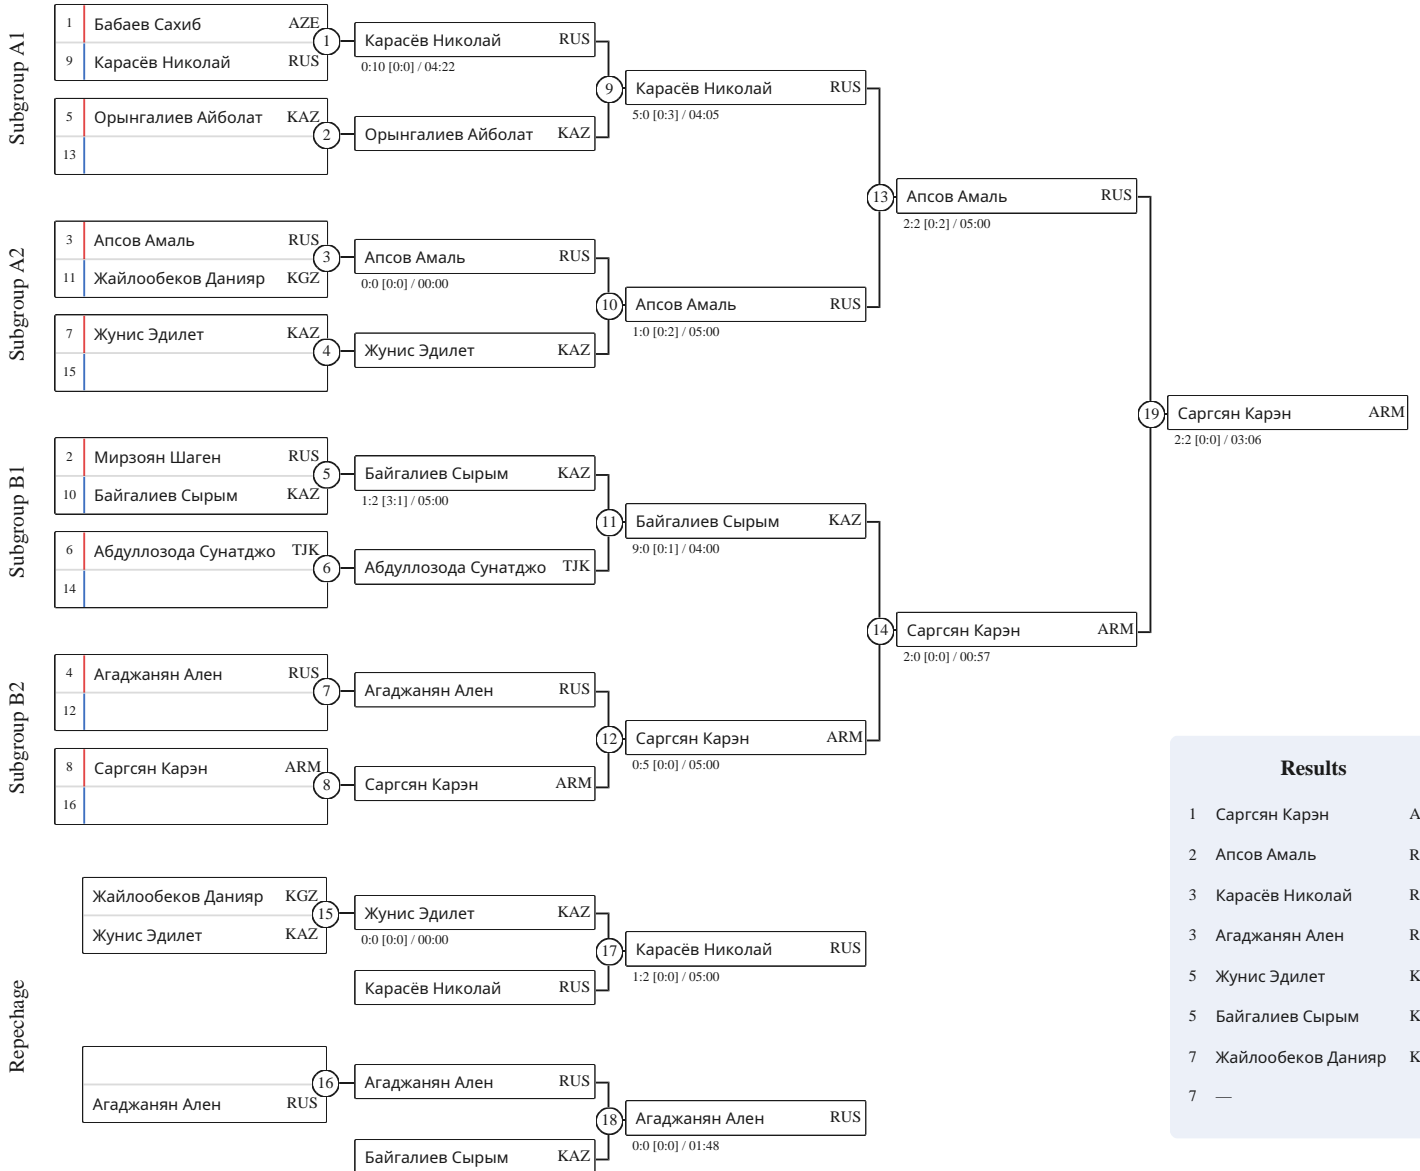 Subgroup A1
1 Бабаев Сахиб AZE
9 Карасёв Николай RUS
1
Карасёв Николай RUS
0:10 [0:0] / 04:22
5 Орынгалиев Айболат KAZ
13
2
Орынгалиев Айболат KAZ
9
Карасёв Николай RUS
5:0 [0:3] / 04:05
Subgroup A2
3 Апсов Амаль RUS
11 Жайлообеков Данияр KGZ
3
Апсов Амаль RUS
0:0 [0:0] / 00:00
7 Жунис Эдилет KAZ
15
4
Жунис Эдилет KAZ
10
Апсов Амаль RUS
1:0 [0:2] / 05:00
13
Апсов Амаль RUS
2:2 [0:2] / 05:00
Subgroup B1
2 Мирзоян Шаген RUS
10 Байгалиев Сырым KAZ
5
Байгалиев Сырым KAZ
1:2 [3:1] / 05:00
6 Абдуллозода Сунатджо TJK
14
6
Абдуллозода Сунатджо TJK
11
Байгалиев Сырым KAZ
9:0 [0:1] / 04:00
Subgroup B2
4 Агаджанян Ален RUS
12
7
Агаджанян Ален RUS
8 Саргсян Карэн ARM
16
8
Саргсян Карэн ARM
12
Саргсян Карэн ARM
0:5 [0:0] / 05:00
14
Саргсян Карэн ARM
2:0 [0:0] / 00:57
19
Саргсян Карэн ARM
2:2 [0:0] / 03:06
Repechage
Жайлообеков Данияр KGZ
Жунис Эдилет KAZ
15
Жунис Эдилет KAZ
0:0 [0:0] / 00:00
Карасёв Николай RUS
17
Карасёв Николай RUS
1:2 [0:0] / 05:00
Агаджанян Ален RUS
16
Агаджанян Ален RUS
Байгалиев Сырым KAZ
18
Агаджанян Ален RUS
0:0 [0:0] / 01:48
Results
1 Саргсян Карэн A
2 Апсов Амаль R
3 Карасёв Николай R
3 Агаджанян Ален R
5 Жунис Эдилет K
5 Байгалиев Сырым K
7 Жайлообеков Данияр K
7 —